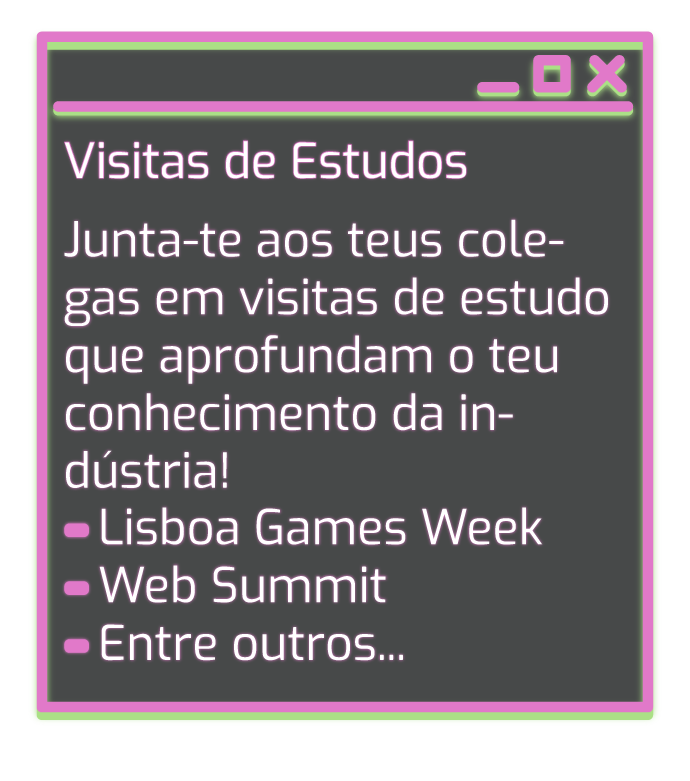 Visitas de Estudos
Junta-te aos teus cole-
gas em visitas de estudo
que aprofundam o teu
conhecimento da in-
dústria!
Lisboa Games Week
Web Summit
Entre outros...